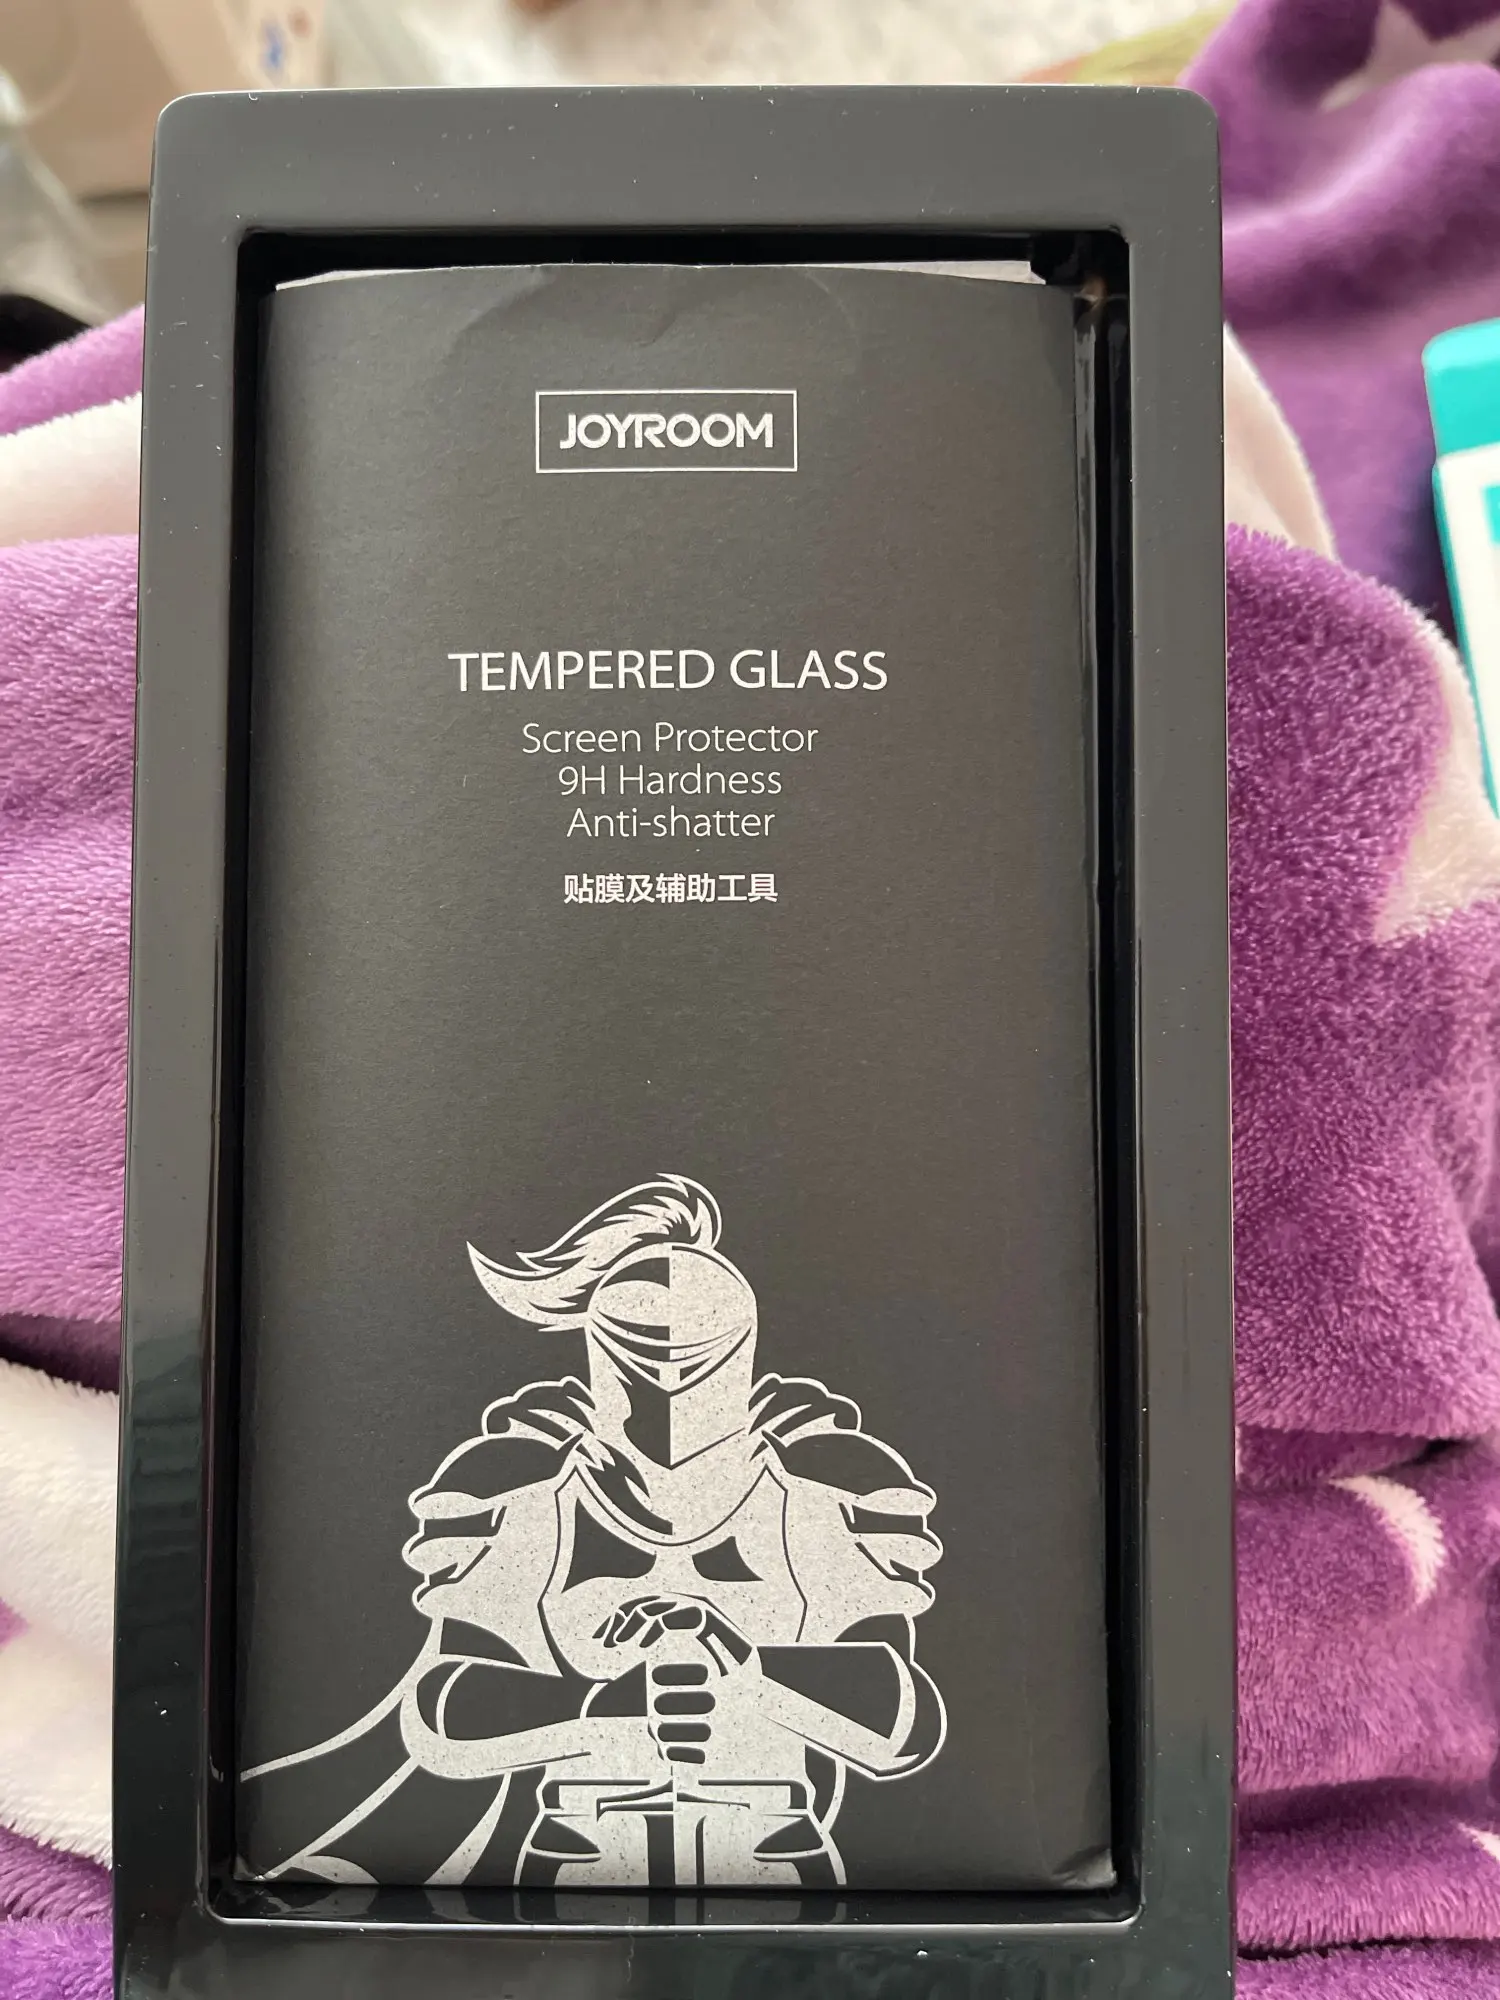 JOYROOM
TEMPERED GLASS
Screen Protector
9H Hardness
Anti-shatter
贴膜及辅助工具